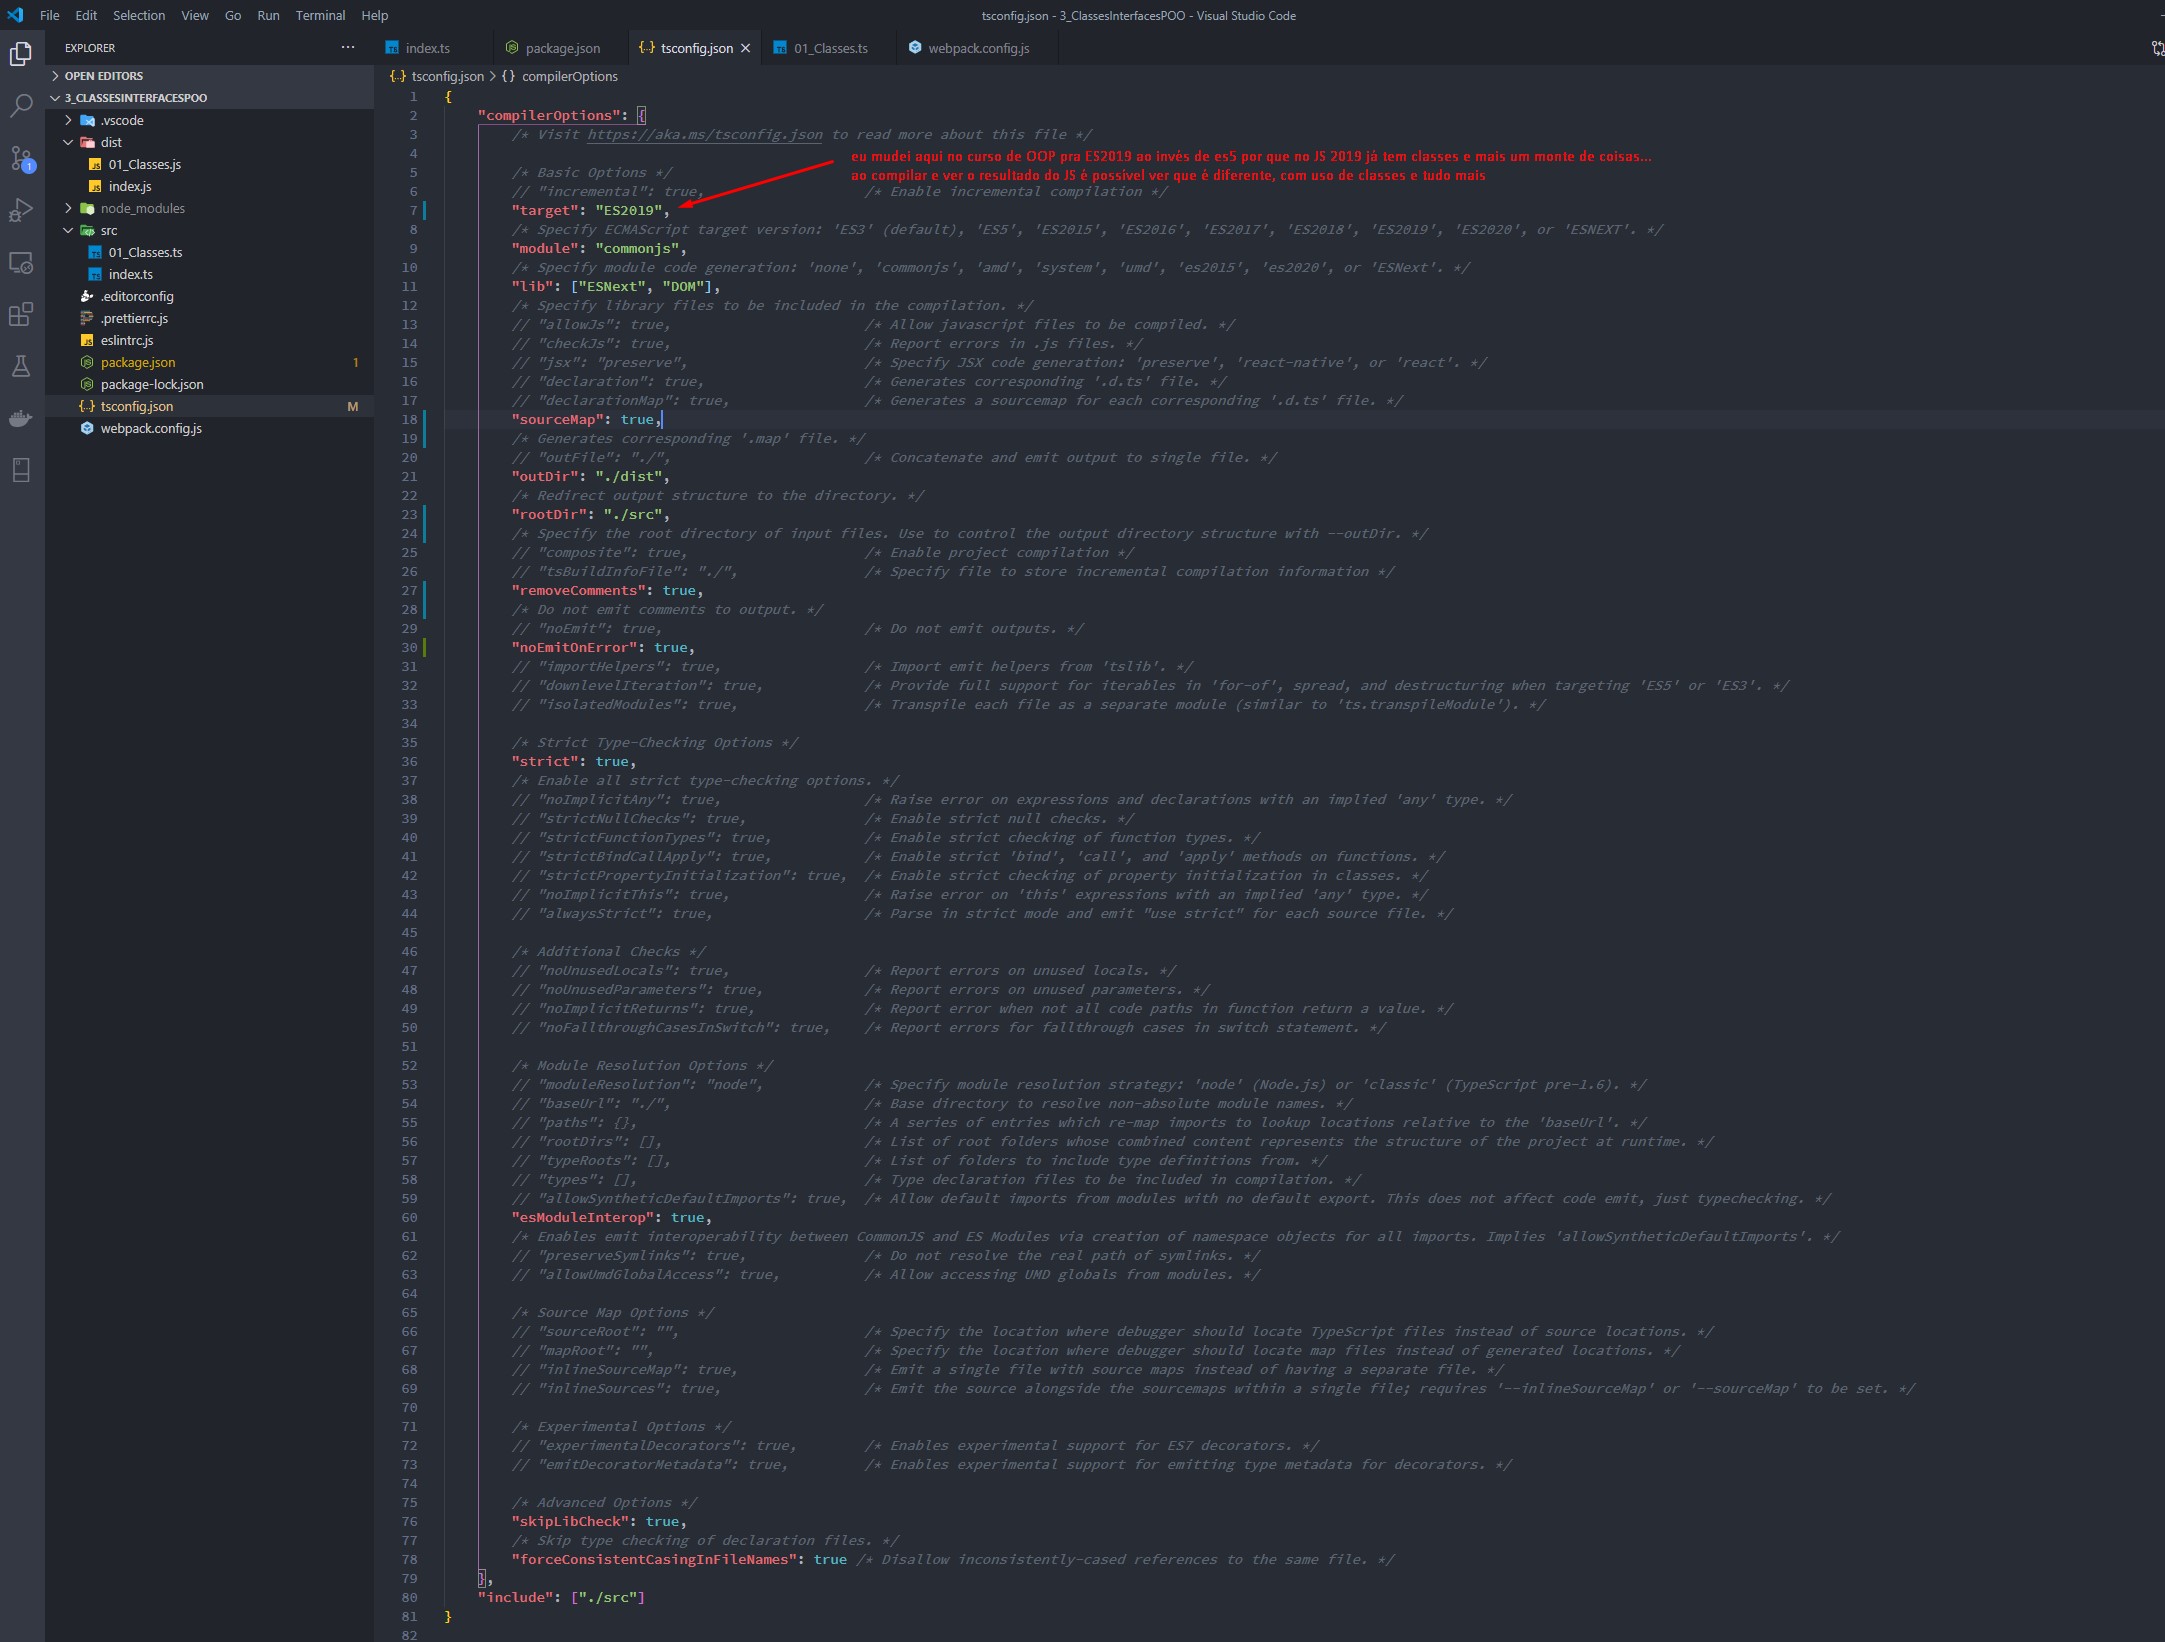 File Edit Selection View Go Run Terminal Help
tsconfig.json - 3_ClassesInterfacesPOO - Visual Studio Code
EXPLORER
OPEN EDITORS
3_CLASSESINTERFACESPOO
.vscode
dist
01_Classes.js
index.js
node_modules
src
01_Classes.ts
index.ts
.editorconfig
.prettierrc.js
eslintrc.js
package.json 1
package-lock.json
tsconfig.json M
webpack.config.js
index.ts package.json tsconfig.json 01_Classes.ts webpack.config.js
tsconfig.json > {} compilerOptions
1 {
2 "compilerOptions": {
3 /* Visit https://aka.ms/tsconfig.json to read more about this file */
4
eu mudei aqui no curso de OOP pra ES2019 ao invés de es5 por que no JS 2019 já tem classes e mais um monte de coisas...
ao compilar e ver o resultado do JS é possível ver que é diferente, com uso de classes e tudo mais
5 /* Basic Options */
6 // "incremental": true, /* Enable incremental compilation */
7 "target": "ES2019",
8 /* Specify ECMAScript target version: 'ES3' (default), 'ES5', 'ES2015', 'ES2016', 'ES2017', 'ES2018', 'ES2019', 'ES2020', or 'ESNEXT'. */
9 "module": "commonjs",
10 /* Specify module code generation: 'none', 'commonjs', 'amd', 'system', 'umd', 'es2015', 'es2020', or 'ESNext'. */
11 "lib": ["ESNext", "DOM"],
12 /* Specify library files to be included in the compilation. */
13 // "allowJs": true, /* Allow javascript files to be compiled. */
14 // "checkJs": true, /* Report errors in .js files. */
15 // "jsx": "preserve", /* Specify JSX code generation: 'preserve', 'react-native', or 'react'. */
16 // "declaration": true, /* Generates corresponding '.d.ts' file. */
17 // "declarationMap": true, /* Generates a sourcemap for each corresponding '.d.ts' file. */
18 "sourceMap": true,
19 /* Generates corresponding '.map' file. */
20 // "outFile": "./", /* Concatenate and emit output to single file. */
21 "outDir": "./dist",
22 /* Redirect output structure to the directory. */
23 "rootDir": "./src",
24 /* Specify the root directory of input files. Use to control the output directory structure with --outDir. */
25 // "composite": true, /* Enable project compilation */
26 // "tsBuildInfoFile": "./", /* Specify file to store incremental compilation information */
27 "removeComments": true,
28 /* Do not emit comments to output. */
29 // "noEmit": true, /* Do not emit outputs. */
30 "noEmitOnError": true,
31 // "importHelpers": true, /* Import emit helpers from 'tslib'. */
32 // "downlevelIteration": true, /* Provide full support for iterables in 'for-of', spread, and destructuring when targeting 'ES5' or 'ES3'. */
33 // "isolatedModules": true, /* Transpile each file as a separate module (similar to 'ts.transpileModule'). */
34
35 /* Strict Type-Checking Options */
36 "strict": true,
37 /* Enable all strict type-checking options. */
38 // "noImplicitAny": true, /* Raise error on expressions and declarations with an implied 'any' type. */
39 // "strictNullChecks": true, /* Enable strict null checks. */
40 // "strictFunctionTypes": true, /* Enable strict checking of function types. */
41 // "strictBindCallApply": true, /* Enable strict 'bind', 'call', and 'apply' methods on functions. */
42 // "strictPropertyInitialization": true, /* Enable strict checking of property initialization in classes. */
43 // "noImplicitThis": true, /* Raise error on 'this' expressions with an implied 'any' type. */
44 // "alwaysStrict": true, /* Parse in strict mode and emit "use strict" for each source file. */
45
46 /* Additional Checks */
47 // "noUnusedLocals": true, /* Report errors on unused locals. */
48 // "noUnusedParameters": true, /* Report errors on unused parameters. */
49 // "noImplicitReturns": true, /* Report error when not all code paths in function return a value. */
50 // "noFallthroughCasesInSwitch": true, /* Report errors for fallthrough cases in switch statement. */
51
52 /* Module Resolution Options */
53 // "moduleResolution": "node", /* Specify module resolution strategy: 'node' (Node.js) or 'classic' (TypeScript pre-1.6). */
54 // "baseUrl": "./", /* Base directory to resolve non-absolute module names. */
55 // "paths": {}, /* A series of entries which re-map imports to lookup locations relative to the 'baseUrl'. */
56 // "rootDirs": [], /* List of root folders whose combined content represents the structure of the project at runtime. */
57 // "typeRoots": [], /* List of folders to include type definitions from. */
58 // "types": [], /* Type declaration files to be included in compilation. */
59 // "allowSyntheticDefaultImports": true, /* Allow default imports from modules with no default export. This does not affect code emit, just typechecking. */
60 "esModuleInterop": true,
61 /* Enables emit interoperability between CommonJS and ES Modules via creation of namespace objects for all imports. Implies 'allowSyntheticDefaultImports'. */
62 // "preserveSymlinks": true, /* Do not resolve the real path of symlinks. */
63 // "allowUmdGlobalAccess": true, /* Allow accessing UMD globals from modules. */
64
65 /* Source Map Options */
66 // "sourceRoot": "", /* Specify the location where debugger should locate TypeScript files instead of source locations. */
67 // "mapRoot": "", /* Specify the location where debugger should locate map files instead of generated locations. */
68 // "inlineSourceMap": true, /* Emit a single file with source maps instead of having a separate file. */
69 // "inlineSources": true, /* Emit the source alongside the sourcemaps within a single file; requires '--inlineSourceMap' or '--sourceMap' to be set. */
70
71 /* Experimental Options */
72 // "experimentalDecorators": true, /* Enables experimental support for ES7 decorators. */
73 // "emitDecoratorMetadata": true, /* Enables experimental support for emitting type metadata for decorators. */
74
75 /* Advanced Options */
76 "skipLibCheck": true,
77 /* Skip type checking of declaration files. */
78 "forceConsistentCasingInFileNames": true /* Disallow inconsistently-cased references to the same file. */
79 },
80 "include": ["./src"]
81 }
82